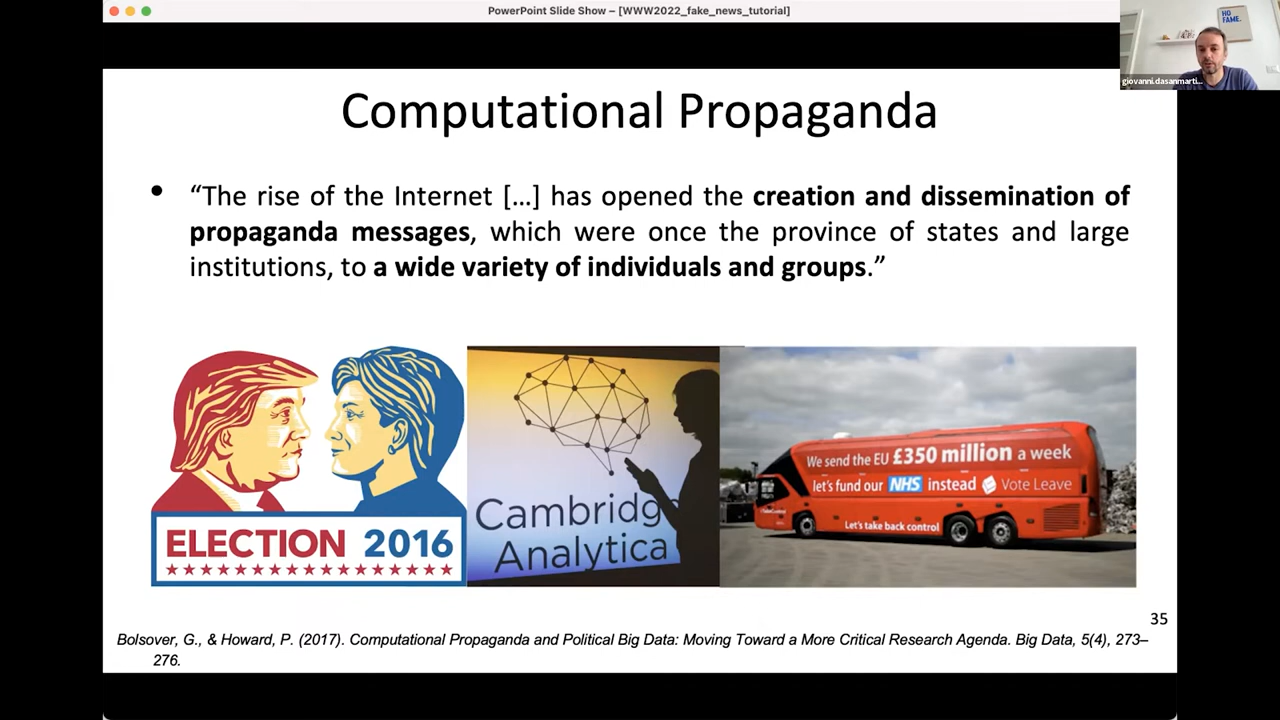 PowerPoint Slide Show – [WWW2022_fake_news_tutorial]
HO
FAME.
giovanni.dasanmarti...
Computational Propaganda
• “The rise of the Internet […] has opened the creation and dissemination of
propaganda messages, which were once the province of states and large
institutions, to a wide variety of individuals and groups.”
ELECTION 2016
Cambridg
Analytica
We send the EU £350 million a week
let's fund our NHS instead Vote Leave
Let's take back control
35
Bolsover, G., & Howard, P. (2017). Computational Propaganda and Political Big Data: Moving Toward a More Critical Research Agenda. Big Data, 5(4), 273–
276.